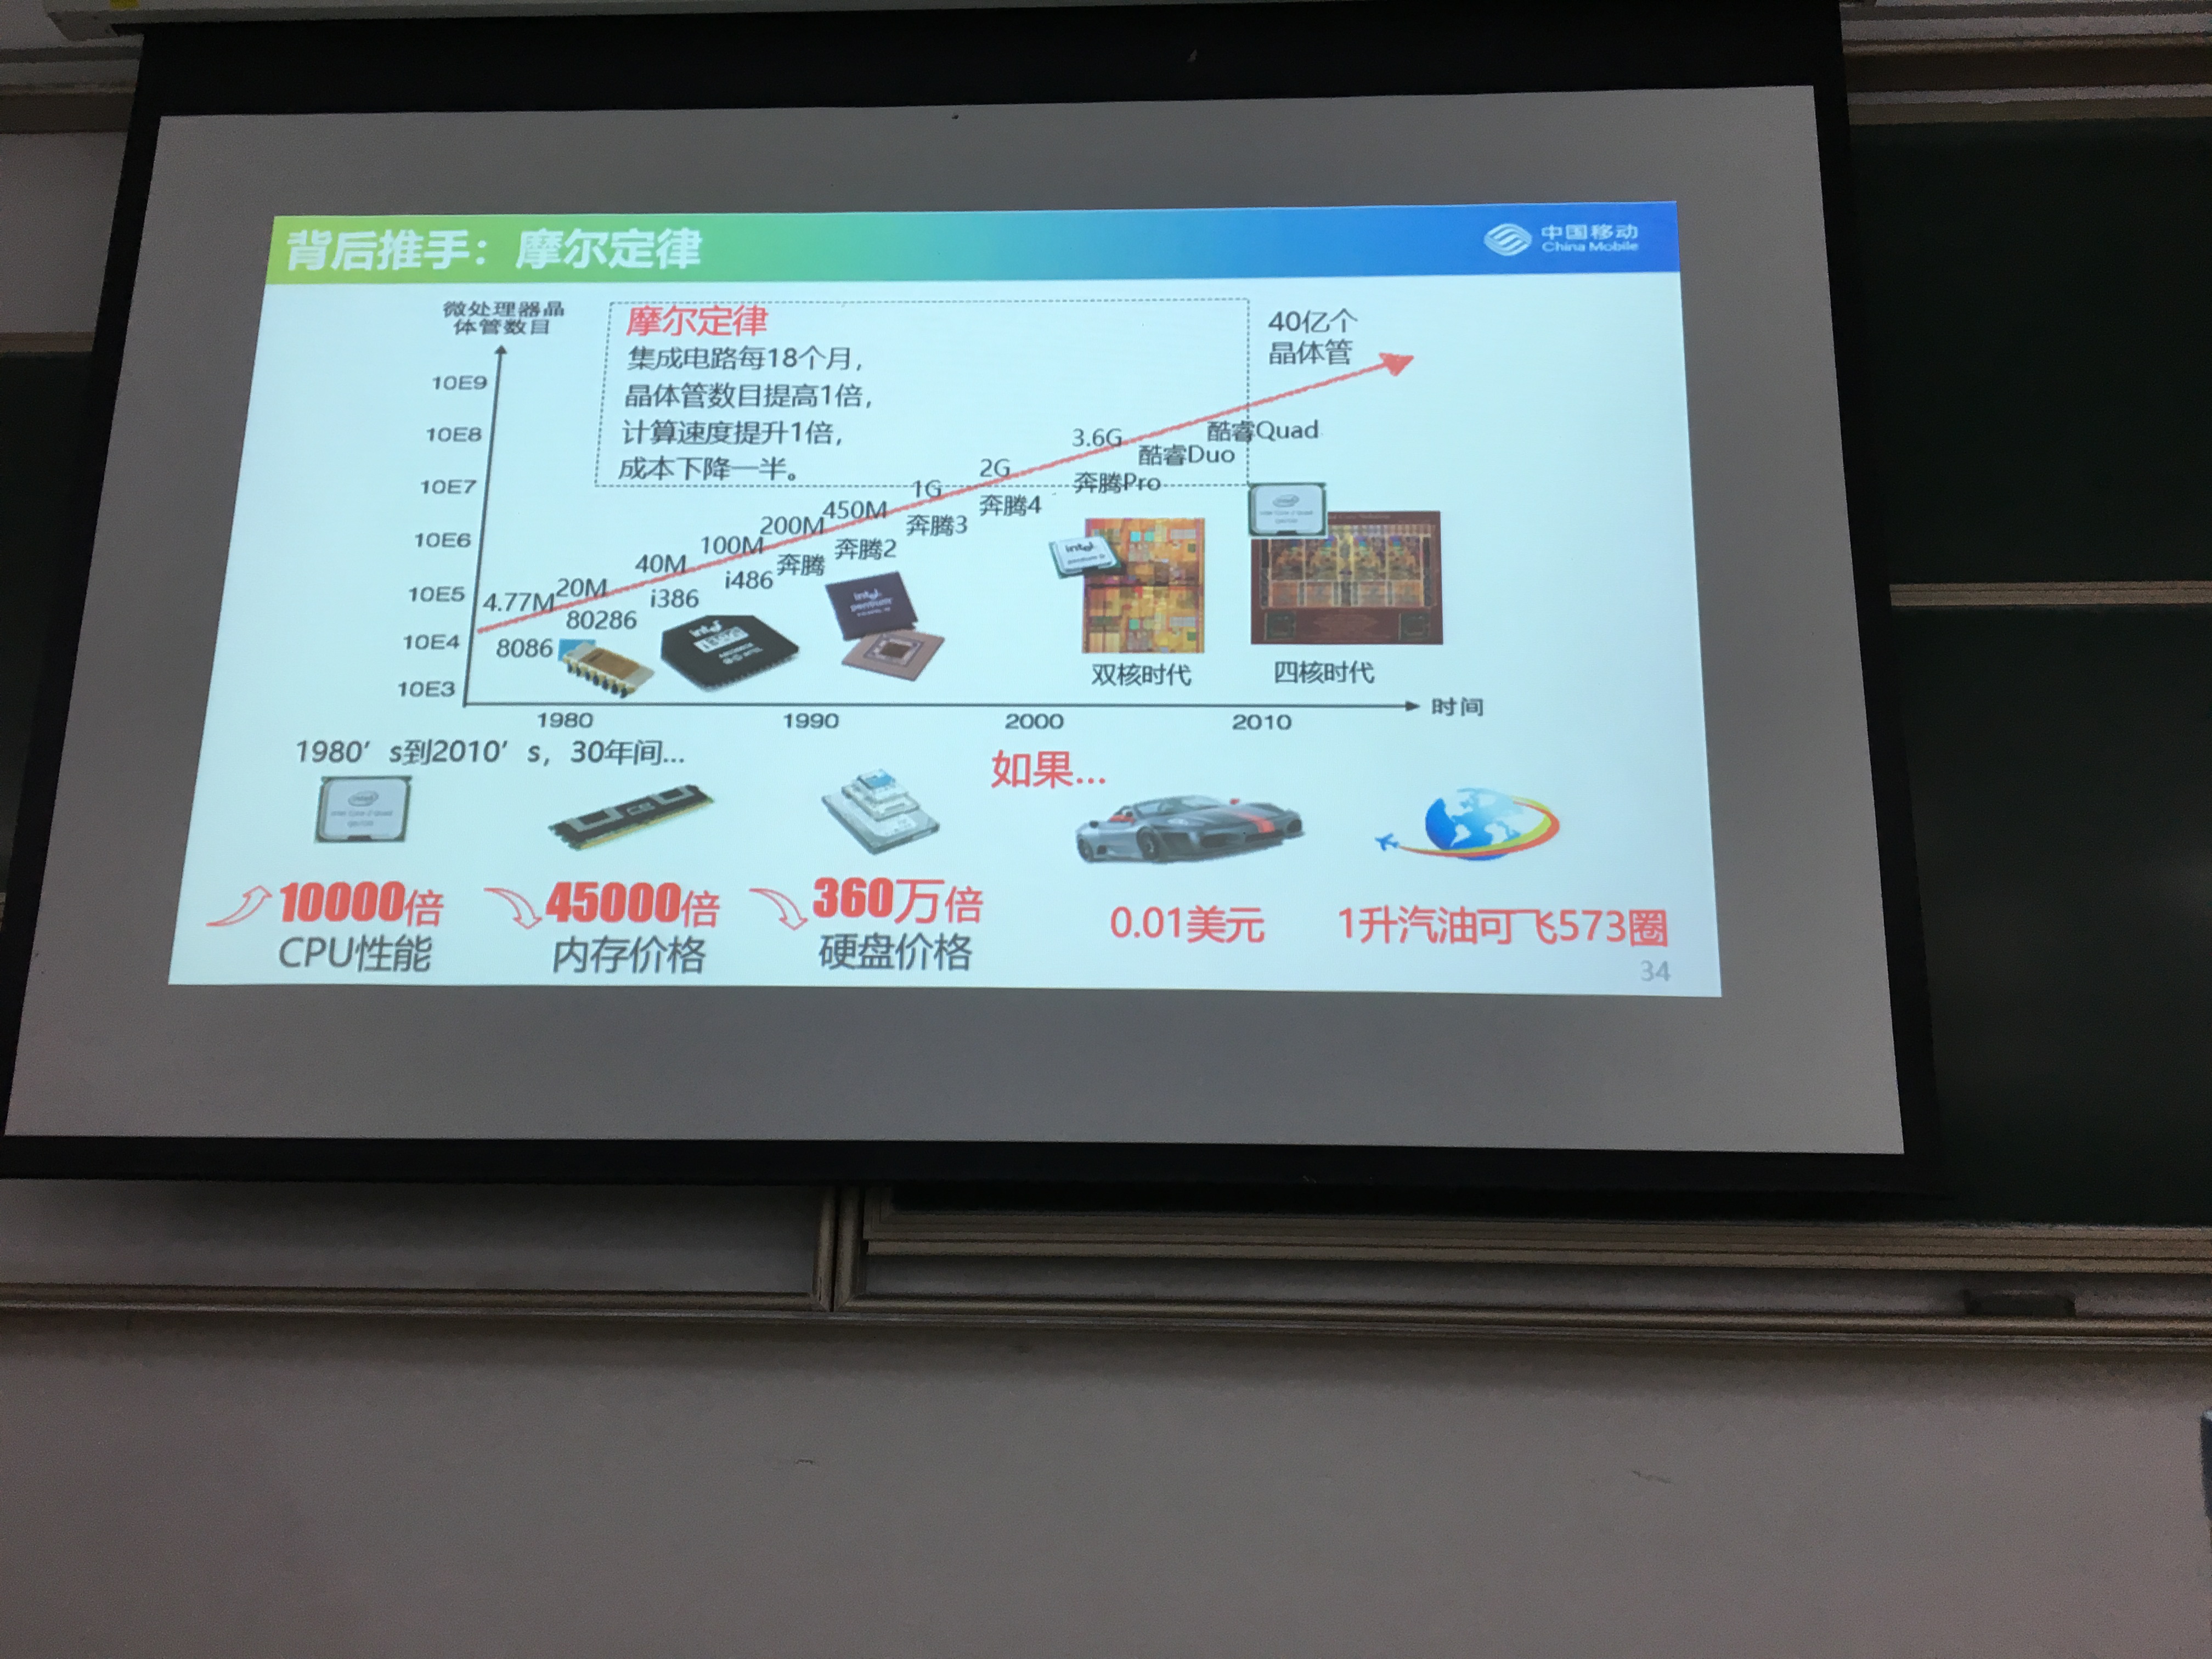 背后推手：摩尔定律
中国移动
China Mobile
微处理器晶
体管数目
摩尔定律
集成电路每18个月，
晶体管数目提高1倍，
计算速度提升1倍，
成本下降一半。
40亿个
晶体管
10E9
10E8
10E7
10E6
10E5
10E4
10E3
4.77M
8086
20M
80286
40M
i386
100M
i486
200M
奔腾
450M
奔腾2
1G
奔腾3
2G
奔腾4
3.6G
奔腾Pro
酷睿Duo
酷睿Quad
intel
intel
pentium
intel
pentium
双核时代
四核时代
1980
1990
2000
2010
时间
1980’s到2010’s，30年间...
如果...
10000倍
CPU性能
45000倍
内存价格
360万倍
硬盘价格
0.01美元
1升汽油可飞573圈
34